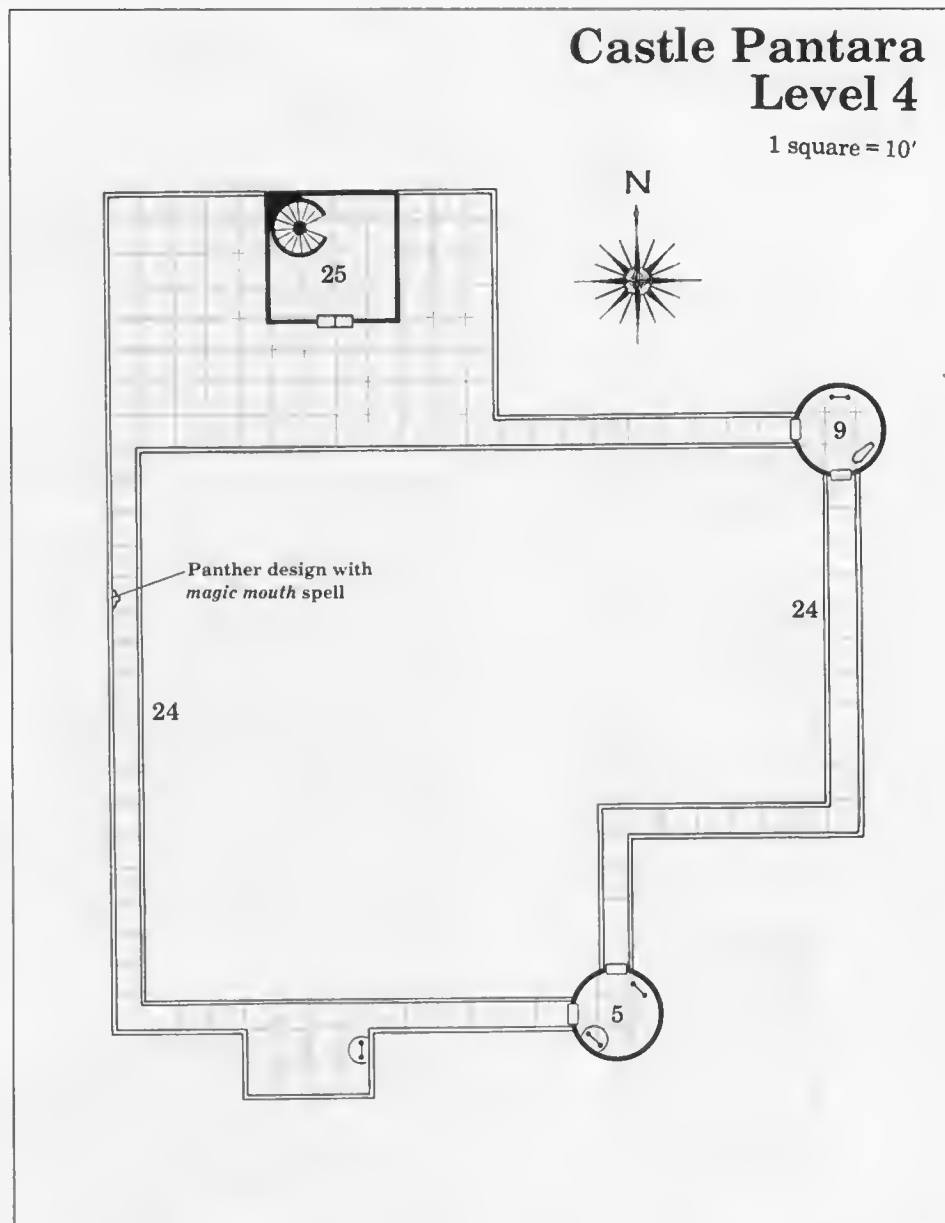 Castle Pantara
Level 4
1 square = 10'
N
25
9
Panther design with
magic mouth spell
24
24
5